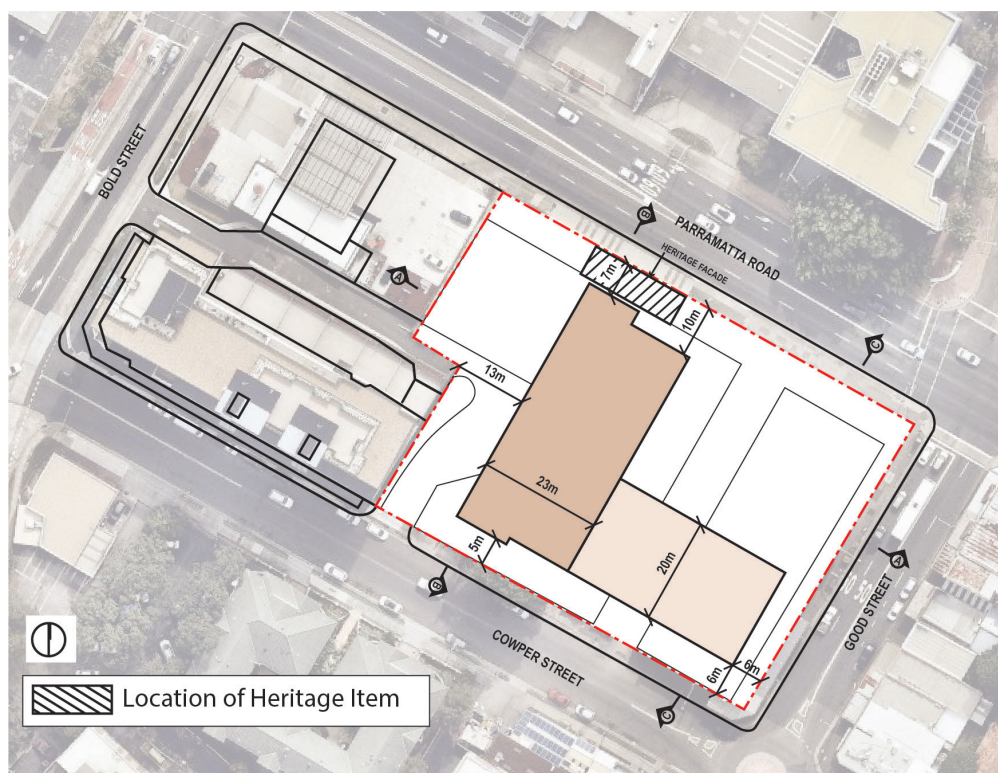 BOLD STREET
B
PARRAMATTA ROAD
HERITAGE FACADE
7m
A
10m
C
13m
23m
5m
20m
B
A
GOOD STREET
COWPER STREET
6m
6m
C
Location of Heritage Item